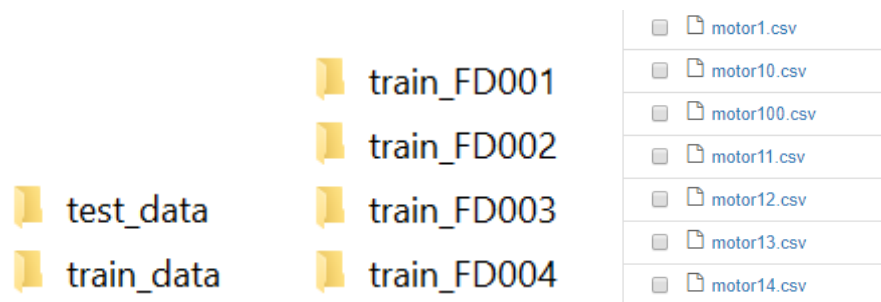 test_data
train_data
train_FD001
train_FD002
train_FD003
train_FD004
motor1.csv
motor10.csv
motor100.csv
motor11.csv
motor12.csv
motor13.csv
motor14.csv